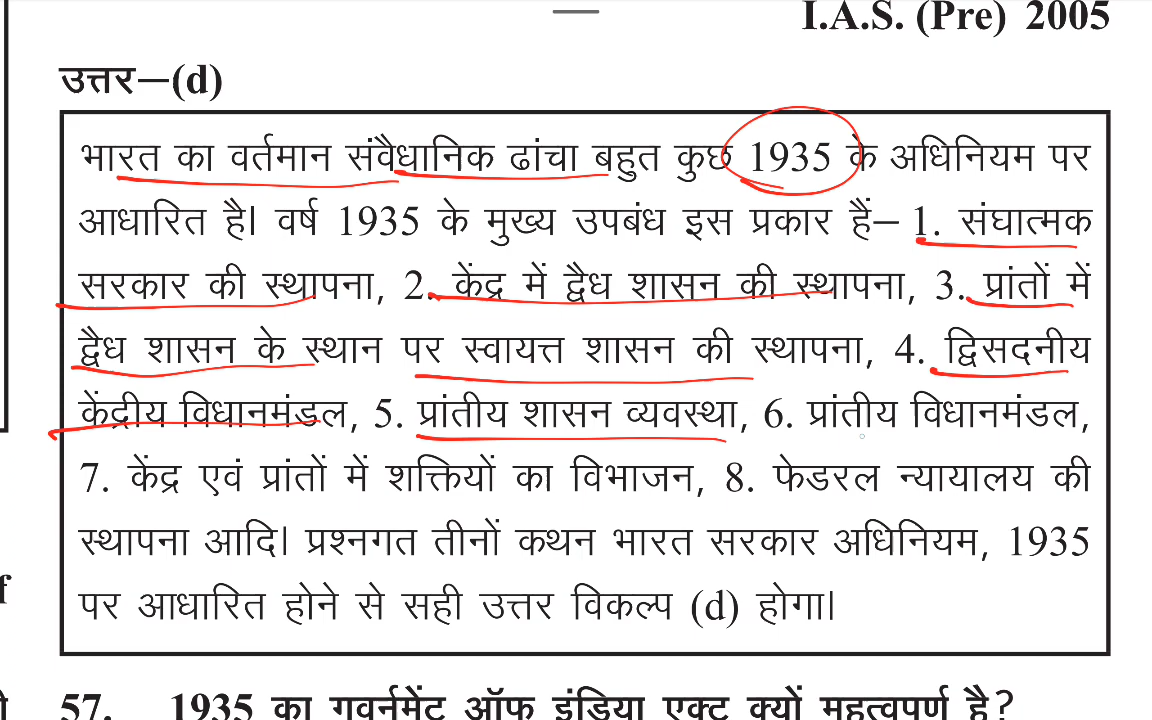 I.A.S. (Pre) 2005
उत्तर—(d)
भारत का वर्तमान संवैधानिक ढांचा बहुत कुछ 1935 के अधिनियम पर
आधारित है। वर्ष 1935 के मुख्य उपबंध इस प्रकार हैं– 1. संघात्मक
सरकार की स्थापना, 2. केंद्र में द्वैध शासन की स्थापना, 3. प्रांतों में
द्वैध शासन के स्थान पर स्वायत्त शासन की स्थापना, 4. द्विसदनीय
केंद्रीय विधानमंडल, 5. प्रांतीय शासन व्यवस्था, 6. प्रांतीय विधानमंडल,
7. केंद्र एवं प्रांतों में शक्तियों का विभाजन, 8. फेडरल न्यायालय की
स्थापना आदि। प्रश्नगत तीनों कथन भारत सरकार अधिनियम, 1935
पर आधारित होने से सही उत्तर विकल्प (d) होगा।
57. 1935 का गवर्नमेंट ऑफ इंडिया एक्ट क्यों महत्वपूर्ण है?